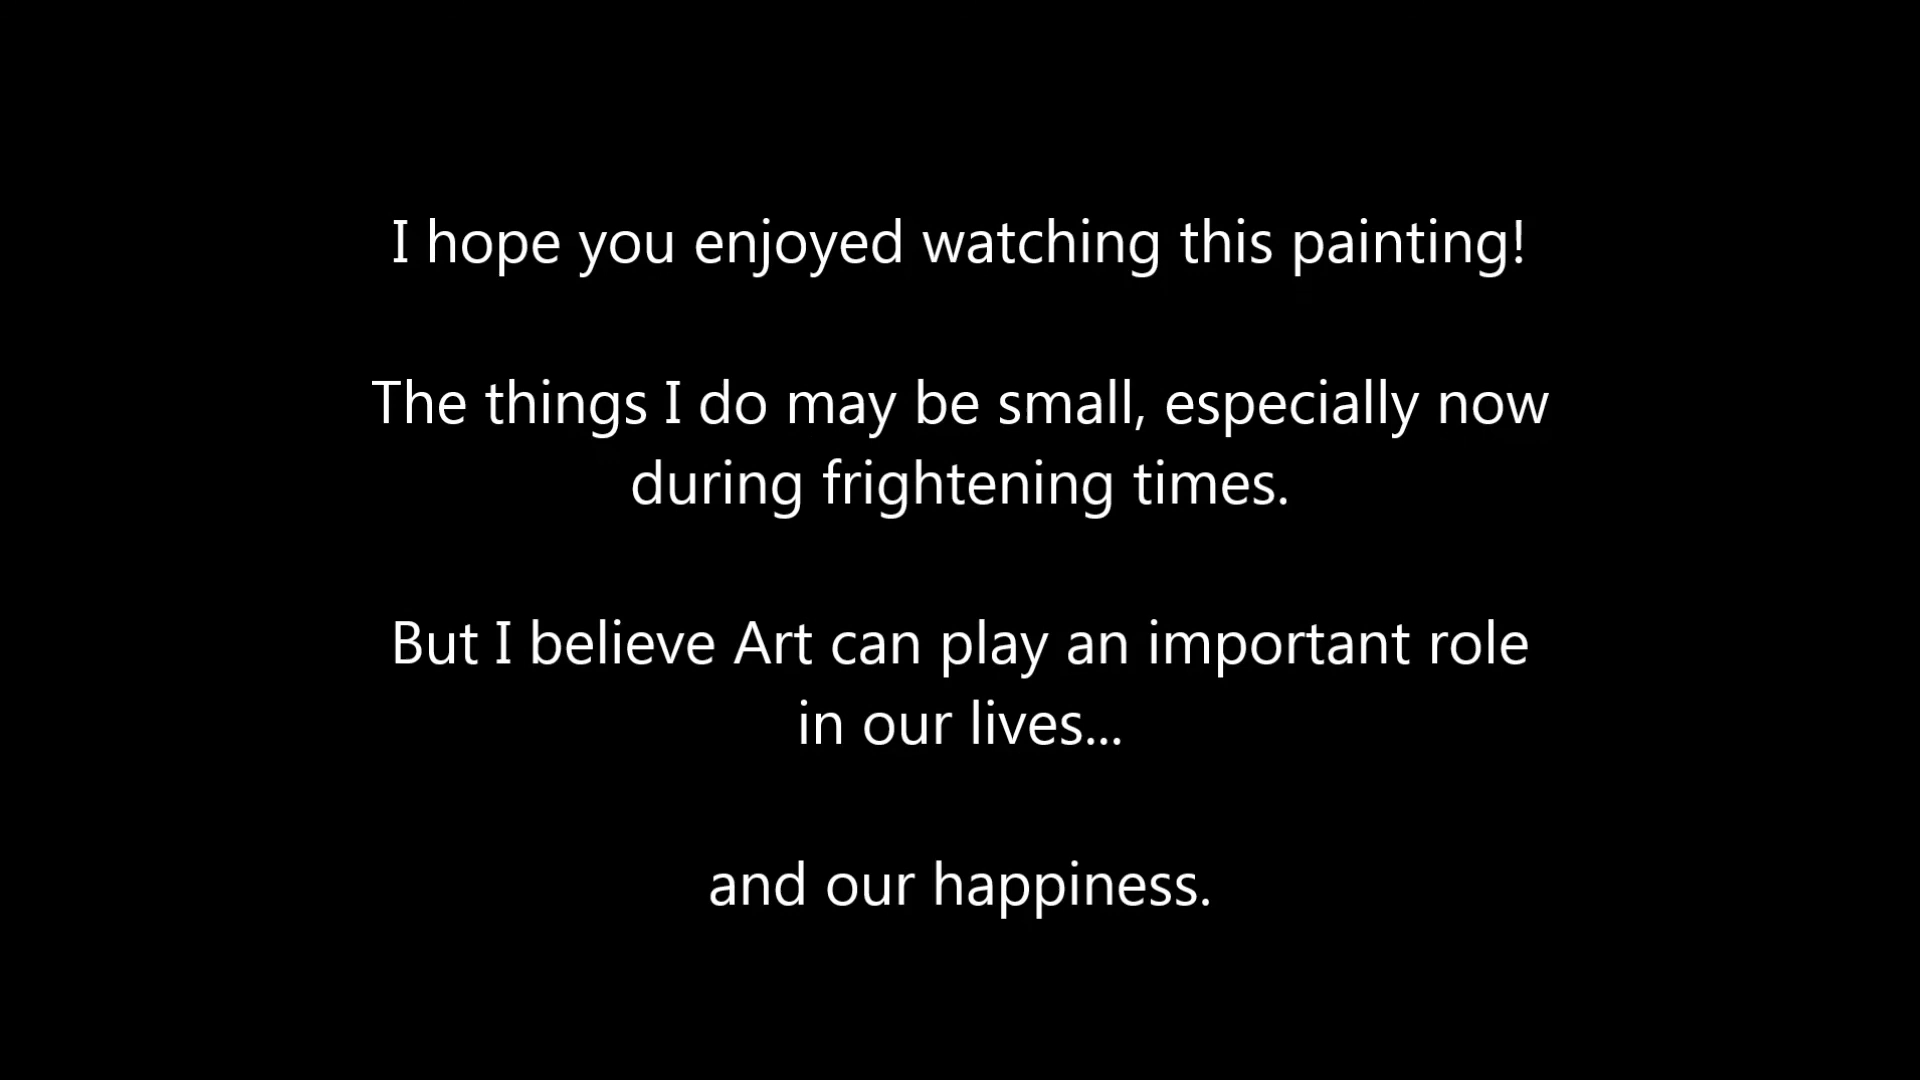 I hope you enjoyed watching this painting!
The things I do may be small, especially now
during frightening times.
But I believe Art can play an important role
in our lives...
and our happiness.